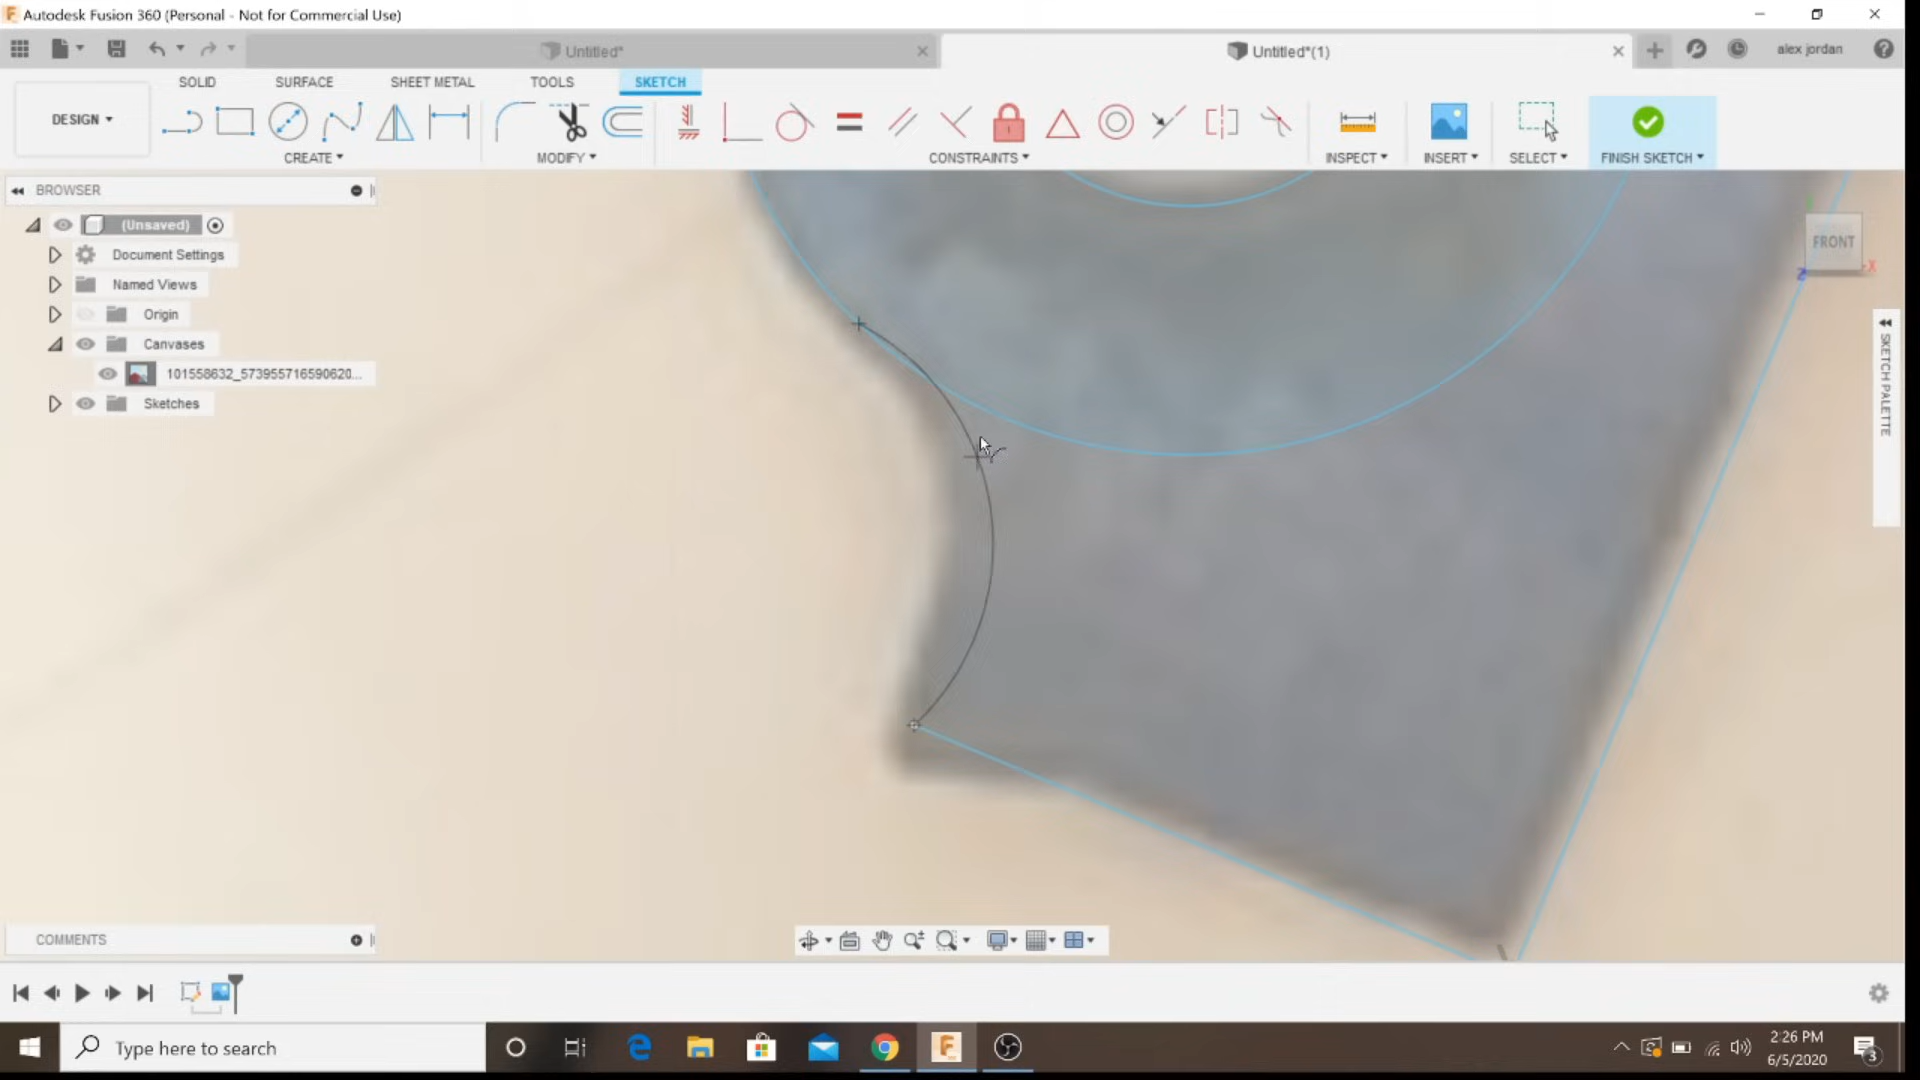 Autodesk Fusion 360 (Personal - Not for Commercial Use)
Untitled*
Untitled*(1)
alex jordan
SOLID SURFACE SHEET METAL TOOLS SKETCH
DESIGN
CREATE MODIFY CONSTRAINTS INSPECT INSERT SELECT FINISH SKETCH
BROWSER
(Unsaved)
Document Settings
Named Views
Origin
Canvases
101558632_573955716590620...
Sketches
FRONT
X
Z
SKETCH PALETTE
COMMENTS
Type here to search
2:26 PM
6/5/2020
3